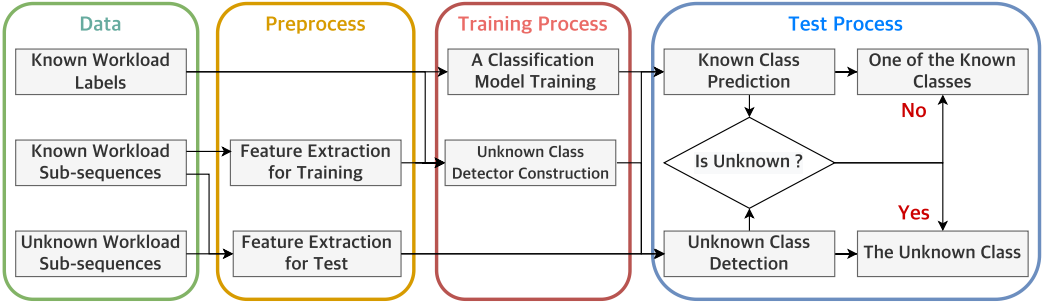 Data
Known Workload
Labels
Known Workload
Sub-sequences
Unknown Workload
Sub-sequences
Preprocess
Feature Extraction
for Training
Feature Extraction
for Test
Training Process
A Classification
Model Training
Unknown Class
Detector Construction
Test Process
Known Class
Prediction
One of the Known
Classes
No
Is Unknown ?
Yes
Unknown Class
Detection
The Unknown Class